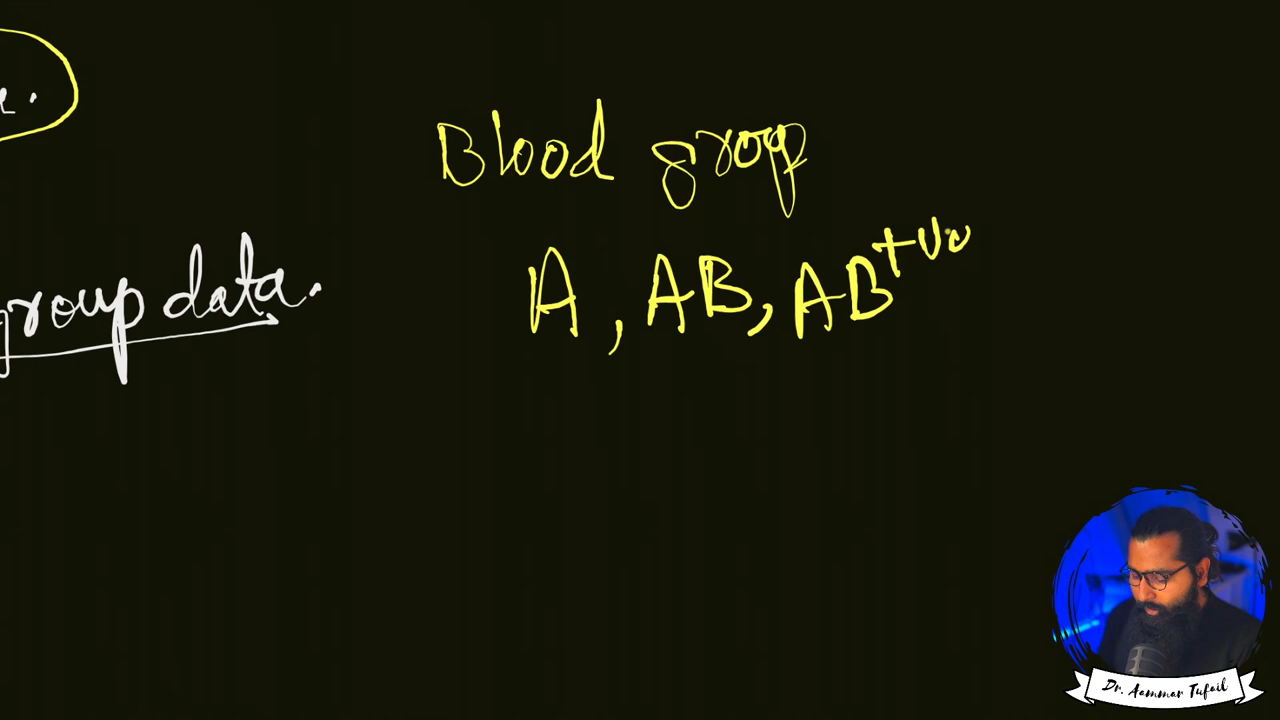 Blood group
A, AB, AB+ve
group data.
Dr. Aammar Tufail